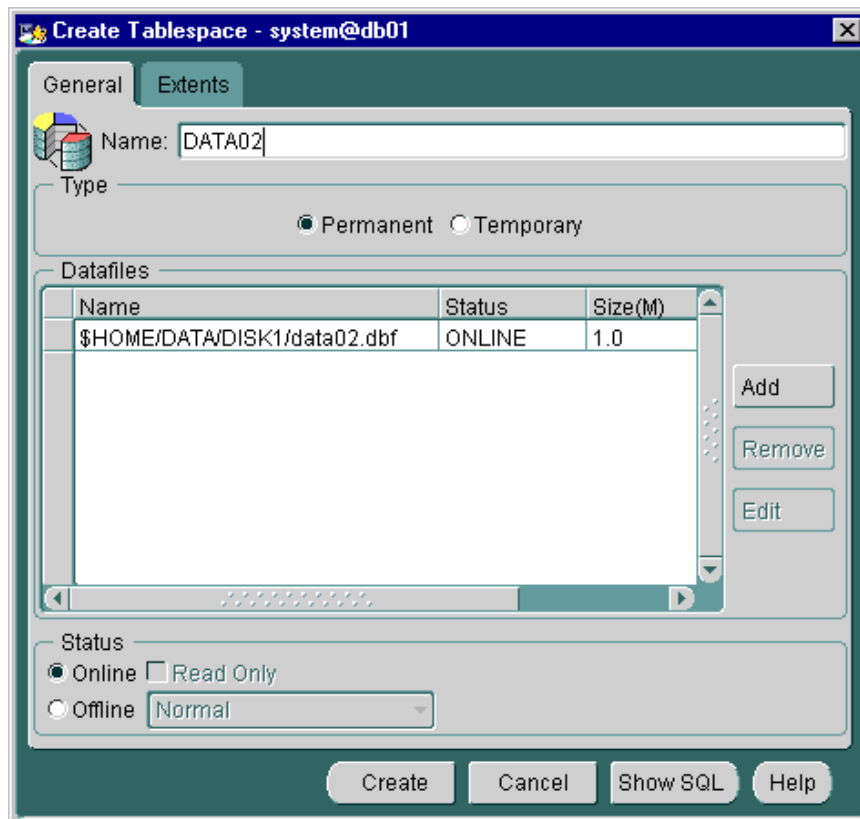 Create Tablespace - system@db01
General Extents
Name: DATA02
Type
Permanent Temporary
Datafiles
Name Status Size(M)
$HOME/DATA/DISK1/data02.dbf ONLINE 1.0
Add
Remove
Edit
Status
Online Read Only
Offline Normal
Create Cancel Show SQL Help